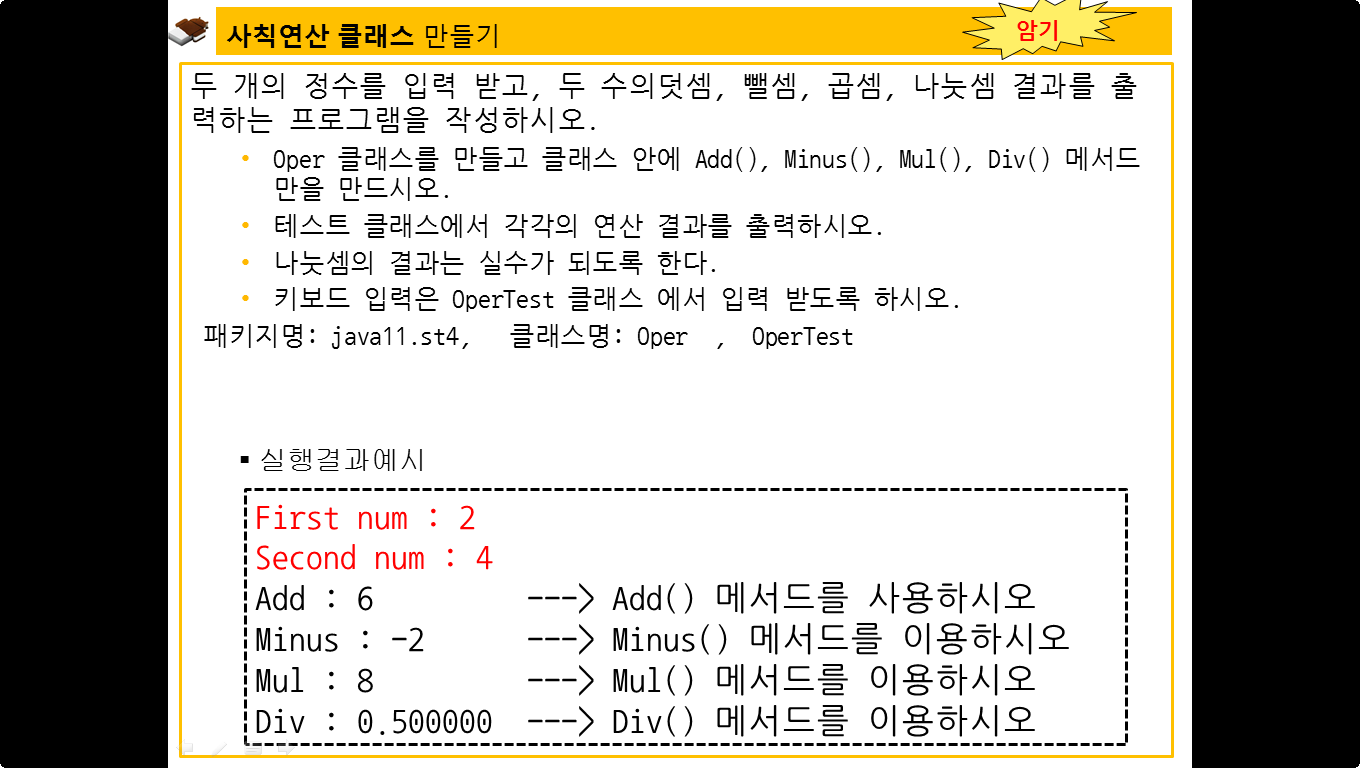 사칙연산 클래스 만들기
암기
두 개의 정수를 입력 받고, 두 수의덧셈, 뺄셈, 곱셈, 나눗셈 결과를 출
력하는 프로그램을 작성하시오.
• Oper 클래스를 만들고 클래스 안에 Add(), Minus(), Mul(), Div() 메서드
만을 만드시오.
• 테스트 클래스에서 각각의 연산 결과를 출력하시오.
• 나눗셈의 결과는 실수가 되도록 한다.
• 키보드 입력은 OperTest 클래스 에서 입력 받도록 하시오.
패키지명: java11.st4, 클래스명: Oper , OperTest
▪ 실행결과예시
First num : 2
Second num : 4
Add : 6 ---> Add() 메서드를 사용하시오
Minus : -2 ---> Minus() 메서드를 이용하시오
Mul : 8 ---> Mul() 메서드를 이용하시오
Div : 0.500000 ---> Div() 메서드를 이용하시오